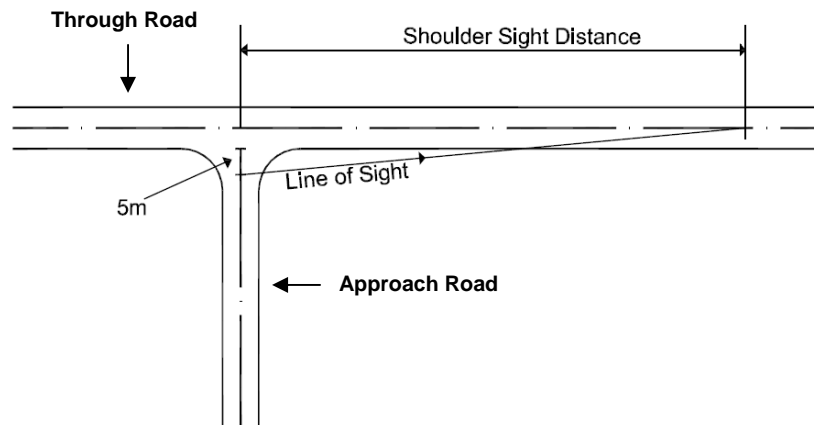 Through Road
Shoulder Sight Distance
Line of Sight
5m
Approach Road